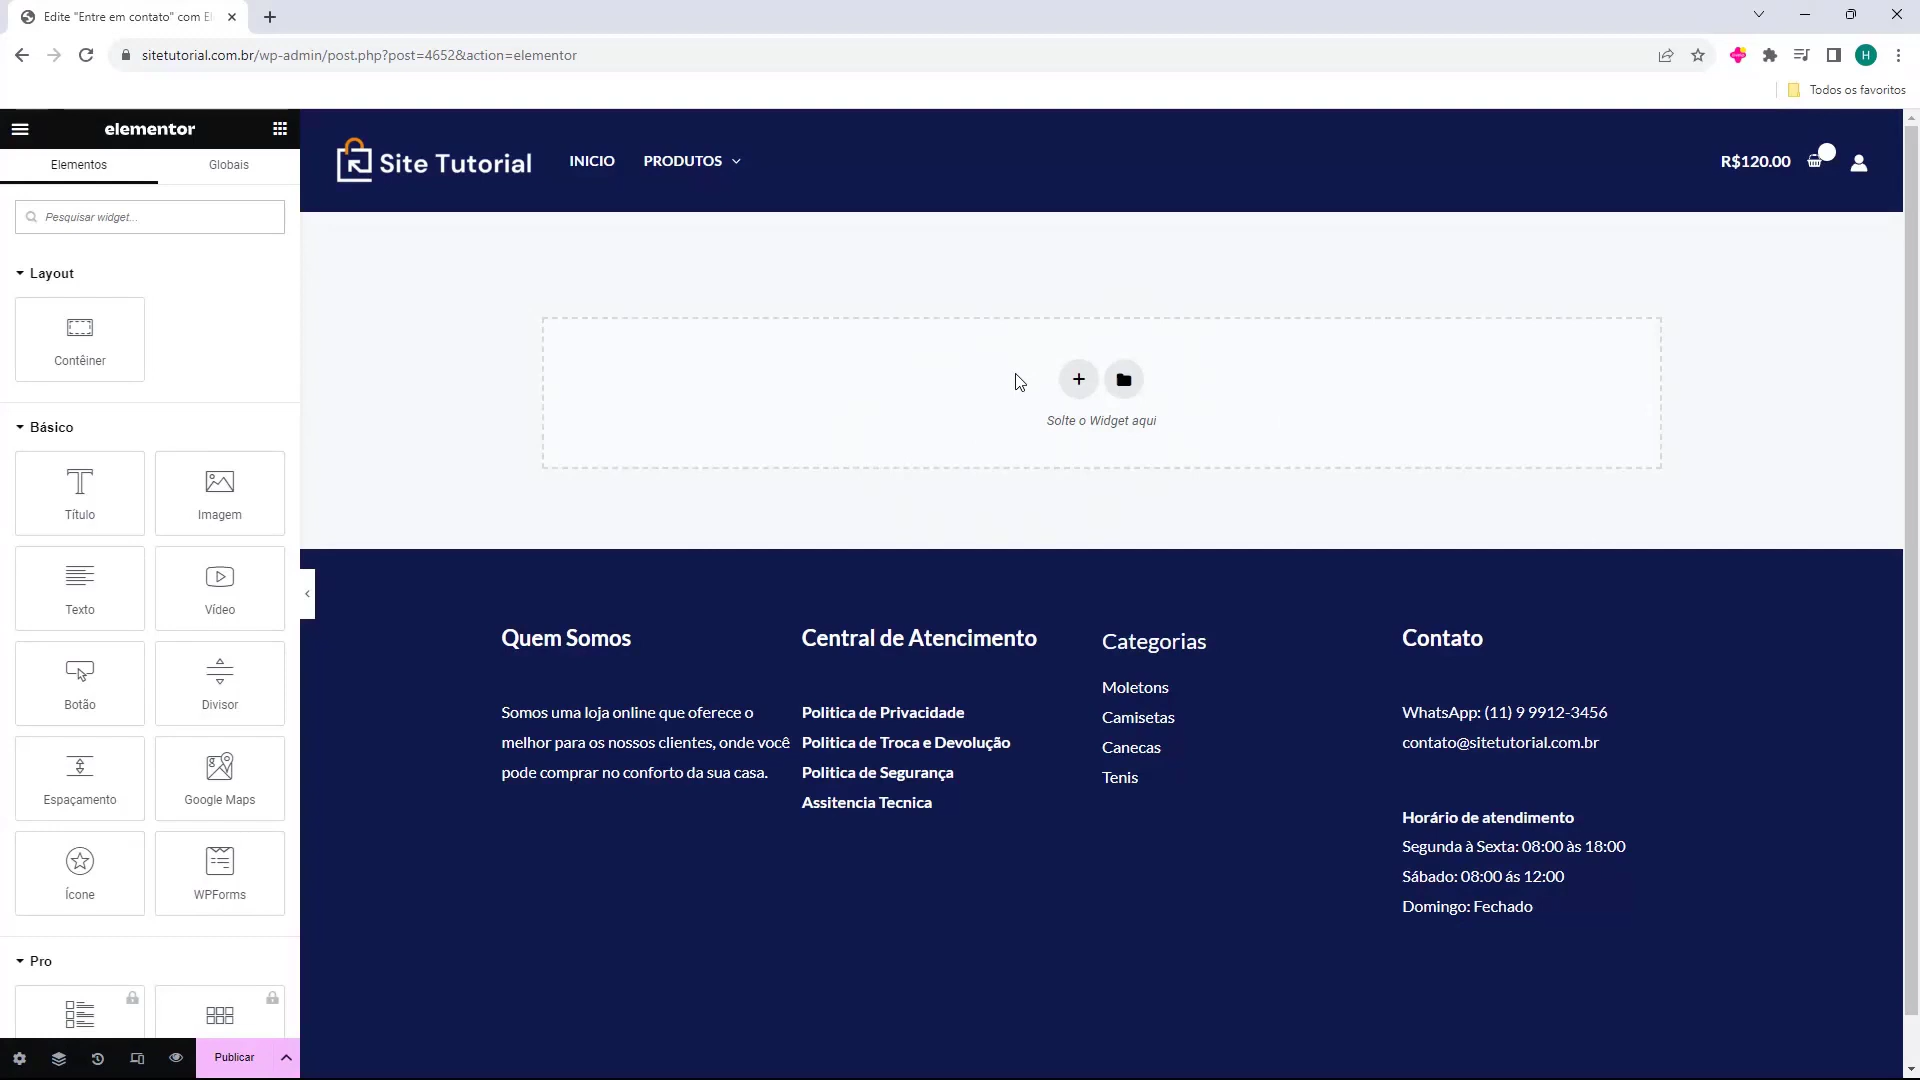 Edite "Entre em contato" com El
sitetutorial.com.br/wp-admin/post.php?post=4652&action=elementor
H
Todos os favoritos
elementor
Elementos
Globais
Pesquisar widget...
Layout
Contêiner
Básico
Título
Imagem
Texto
Vídeo
Botão
Divisor
Espaçamento
Google Maps
Ícone
WPForms
Pro
Publicar
Site Tutorial
INICIO
PRODUTOS
R$120.00
Solte o Widget aqui
Quem Somos
Somos uma loja online que oferece o
melhor para os nossos clientes, onde você
pode comprar no conforto da sua casa.
Central de Atencimento
Politica de Privacidade
Politica de Troca e Devolução
Politica de Segurança
Assitencia Tecnica
Categorias
Moletons
Camisetas
Canecas
Tenis
Contato
WhatsApp: (11) 9 9912-3456
contato@sitetutorial.com.br
Horário de atendimento
Segunda à Sexta: 08:00 às 18:00
Sábado: 08:00 ás 12:00
Domingo: Fechado